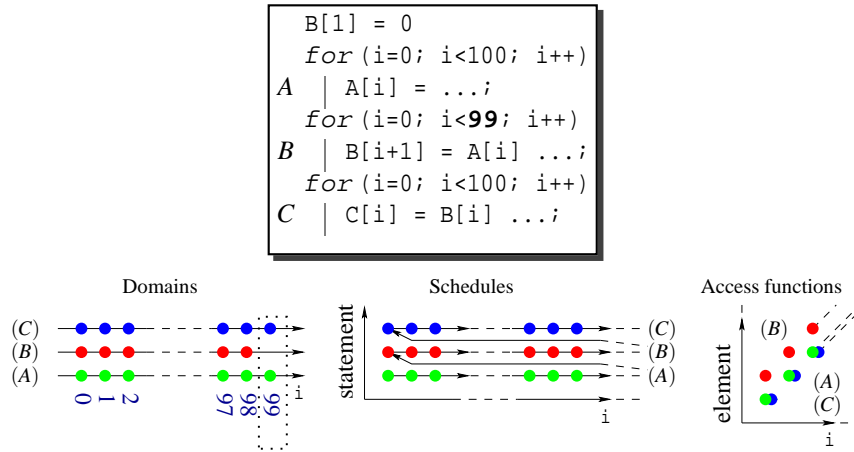 B[1] = 0
for (i=0; i<100; i++)
A | A[i] = ...;
for (i=0; i<99; i++)
B | B[i+1] = A[i] ...;
for (i=0; i<100; i++)
C | C[i] = B[i] ...;
Domains
(C)
(B)
(A)
0 1 2 97 98 99 i
Schedules
statement
(C)
(B)
(A)
i
Access functions
element
(B)
(A)
(C)
i